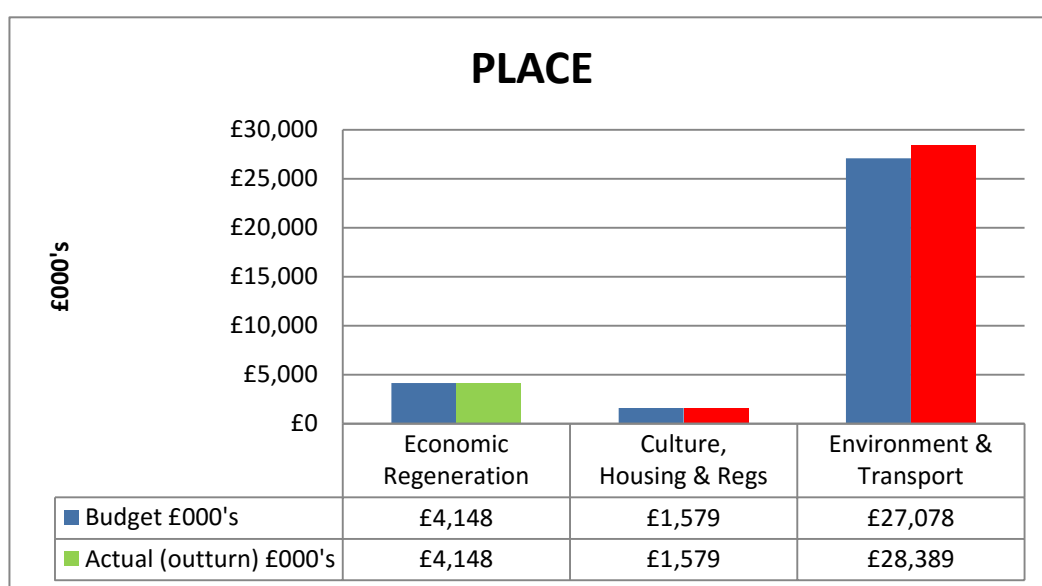 PLACE
£30,000
£25,000
£20,000
£15,000
£10,000
£5,000
£0
£000's
Economic
Regeneration
Culture,
Housing & Regs
Environment &
Transport
Budget £000's £4,148 £1,579 £27,078
Actual (outturn) £000's £4,148 £1,579 £28,389